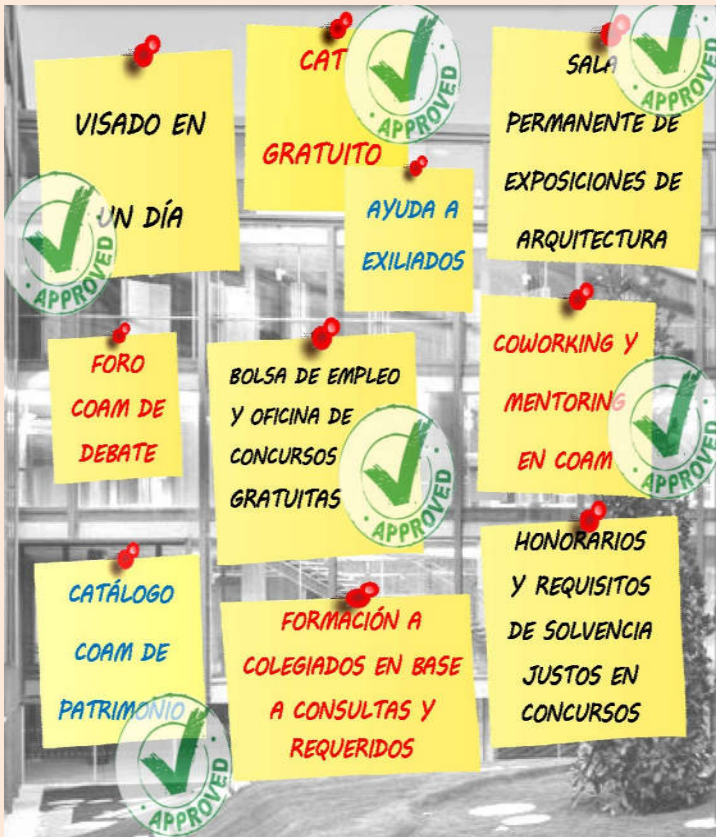 VISADO EN
UN DÍA
APPROVED
CAT
GRATUITO
APPROVED
SALA
PERMANENTE DE
EXPOSICIONES DE
ARQUITECTURA
APPROVED
AYUDA A
EXILIADOS
FORO
COAM DE
DEBATE
BOLSA DE EMPLEO
Y OFICINA DE
CONCURSOS
GRATUITAS
APPROVED
COWORKING Y
MENTORING
EN COAM
APPROVED
CATÁLOGO
COAM DE
PATRIMONIO
APPROVED
FORMACIÓN A
COLEGIADOS EN BASE
A CONSULTAS Y
REQUERIDOS
HONORARIOS
Y REQUISITOS
DE SOLVENCIA
JUSTOS EN
CONCURSOS